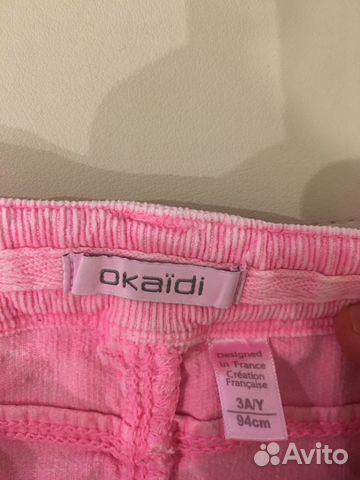 okaïdi
Designed
in France
Création
Française
3A/Y
94cm
Avito